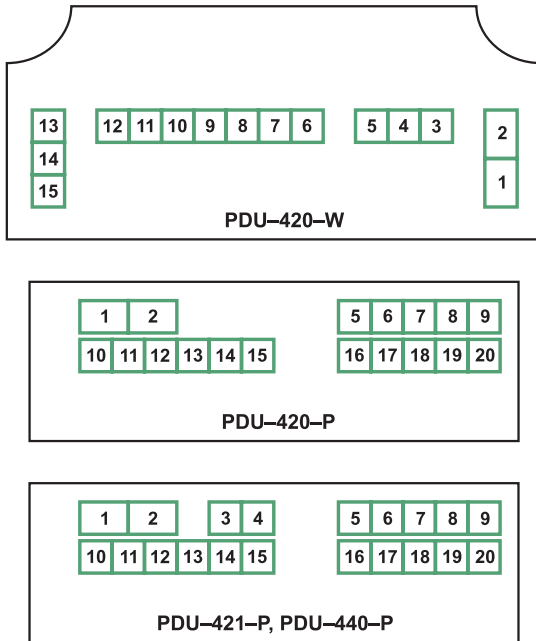 13 12 11 10 9 8 7 6 5 4 3 2
14
15 1
PDU–420–W
1 2 5 6 7 8 9
10 11 12 13 14 15 16 17 18 19 20
PDU–420–P
1 2 3 4 5 6 7 8 9
10 11 12 13 14 15 16 17 18 19 20
PDU–421–P, PDU–440–P